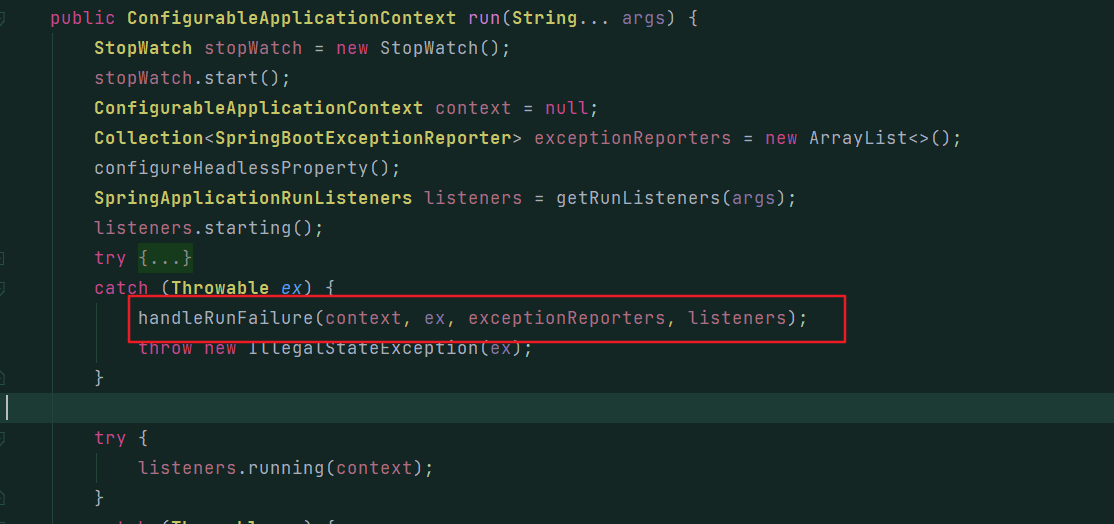 public ConfigurableApplicationContext run(String... args) {
StopWatch stopWatch = new StopWatch();
stopWatch.start();
ConfigurableApplicationContext context = null;
Collection<SpringBootExceptionReporter> exceptionReporters = new ArrayList<>();
configureHeadlessProperty();
SpringApplicationRunListeners listeners = getRunListeners(args);
listeners.starting();
try {...}
catch (Throwable ex) {
handleRunFailure(context, ex, exceptionReporters, listeners);
throw new IllegalStateException(ex);
}
try {
listeners.running(context);
}